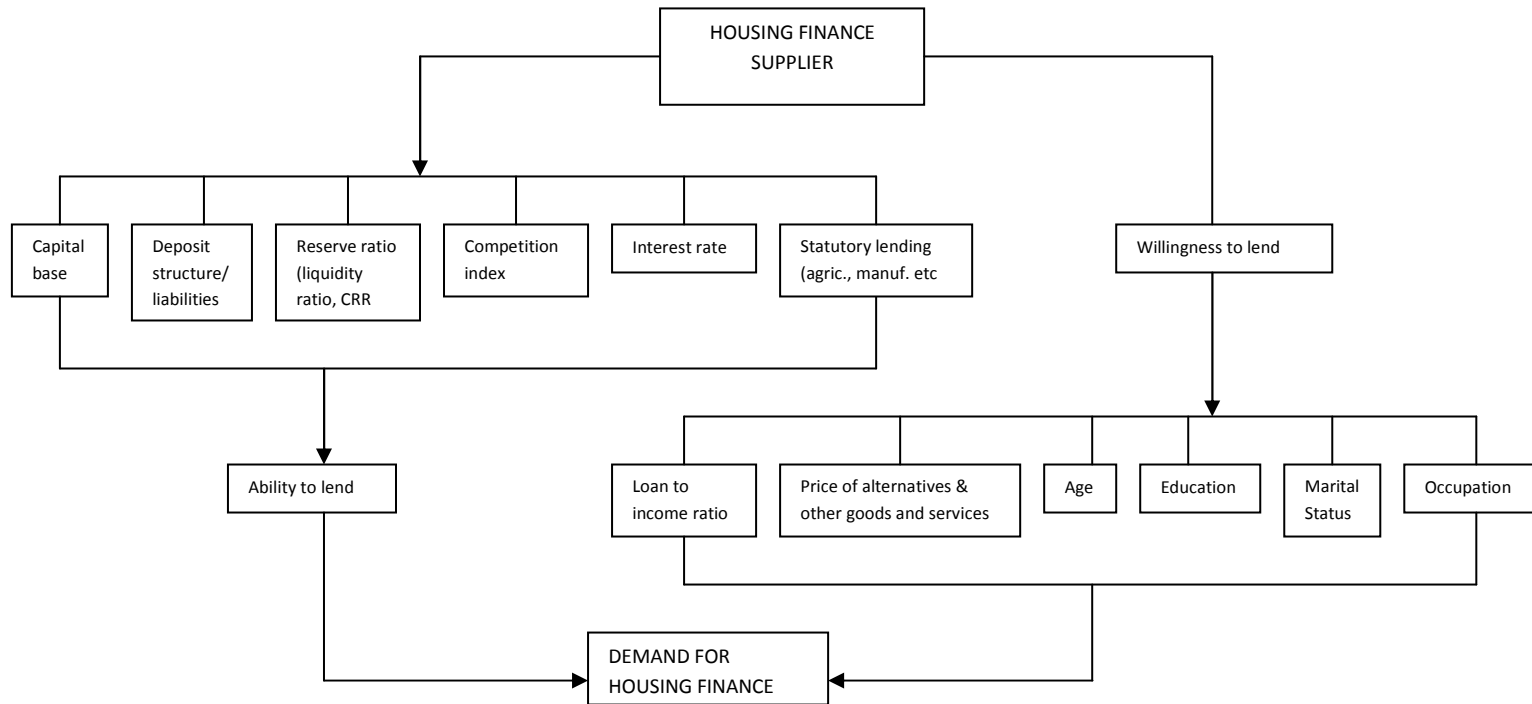 HOUSING FINANCE
SUPPLIER
Capital
base
Deposit
structure/
liabilities
Reserve ratio
(liquidity
ratio, CRR
Competition
index
Interest rate
Statutory lending
(agric., manuf. etc
Willingness to lend
Ability to lend
Loan to
income ratio
Price of alternatives &
other goods and services
Age
Education
Marital
Status
Occupation
DEMAND FOR
HOUSING FINANCE